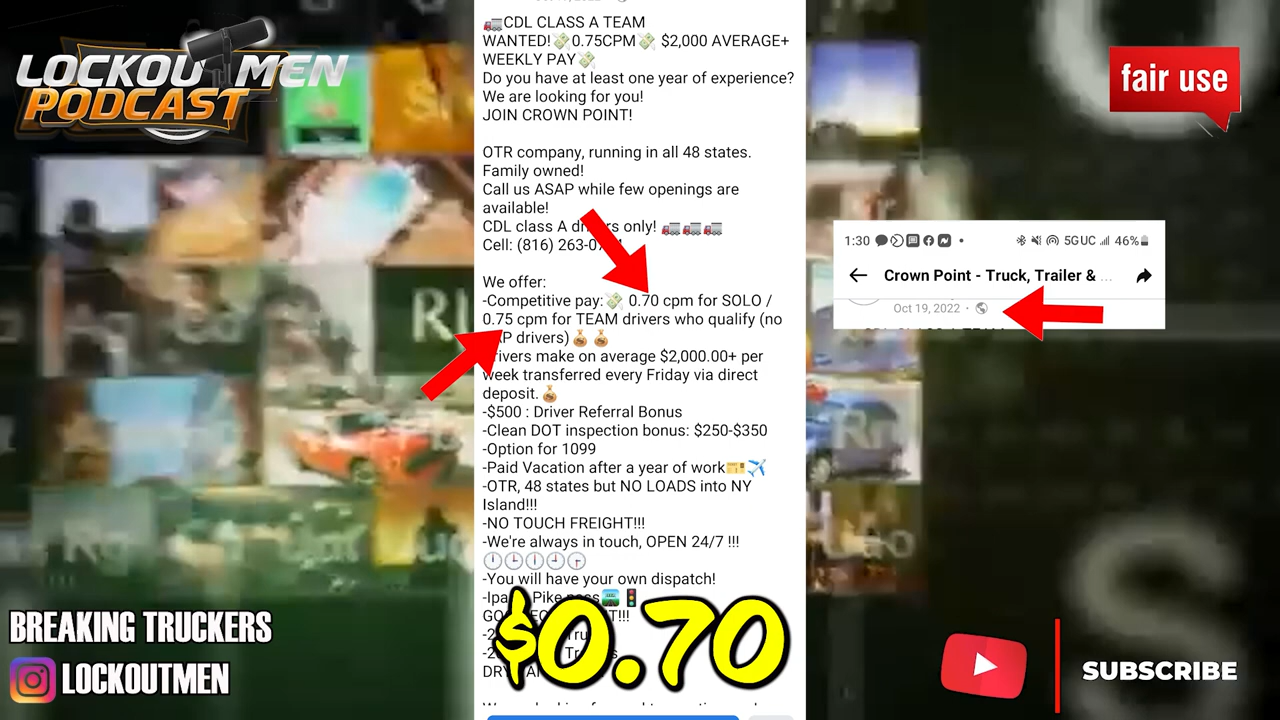 LOCKOUTMEN
PODCAST
🚛CDL CLASS A TEAM
WANTED!💸0.75CPM💸 $2,000 AVERAGE+
WEEKLY PAY💸
Do you have at least one year of experience?
We are looking for you!
JOIN CROWN POINT!
OTR company, running in all 48 states.
Family owned!
Call us ASAP while few openings are
available!
CDL class A drivers only! 🚛🚛🚛
Cell: (816) 263-0
We offer:
-Competitive pay:💸 0.70 cpm for SOLO /
0.75 cpm for TEAM drivers who qualify (no
drivers)💰💰
rivers make on average $2,000.00+ per
week transferred every Friday via direct
deposit.💰
-$500 : Driver Referral Bonus
-Clean DOT inspection bonus: $250-$350
-Option for 1099
-Paid Vacation after a year of work🎫✈️
-OTR, 48 states but NO LOADS into NY
Island!!!
-NO TOUCH FREIGHT!!!
-We're always in touch, OPEN 24/7 !!!
-You will have your own dispatch!
$0.70
fair use
1:30 5GUC 46%
Crown Point - Truck, Trailer & ...
Oct 19, 2022 ·
BREAKING TRUCKERS
LOCKOUTMEN
SUBSCRIBE